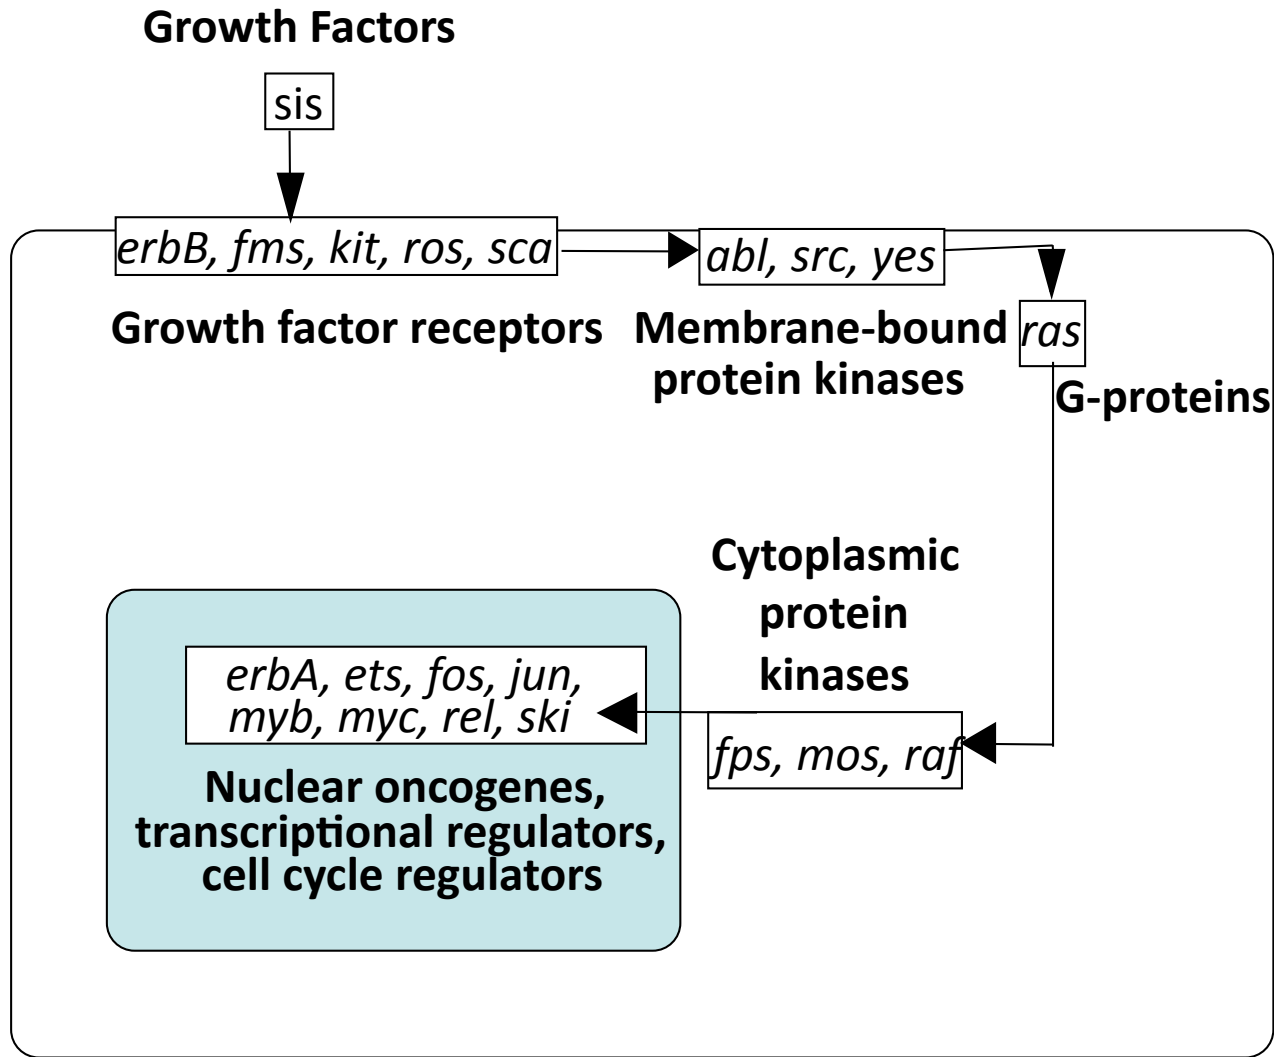 Growth Factors
sis
erbB, fms, kit, ros, sca
abl, src, yes
Growth factor receptors
Membrane-bound
protein kinases
ras
G-proteins
Cytoplasmic
protein
kinases
erbA, ets, fos, jun,
myb, myc, rel, ski
fps, mos, raf
Nuclear oncogenes,
transcriptional regulators,
cell cycle regulators